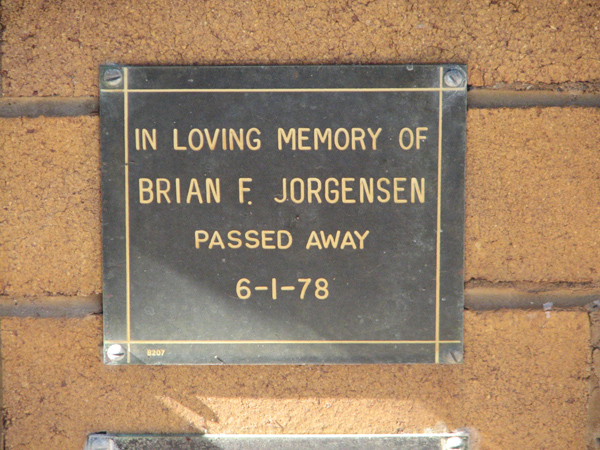 IN LOVING MEMORY OF
BRIAN F. JORGENSEN
PASSED AWAY
6-1-78
8207